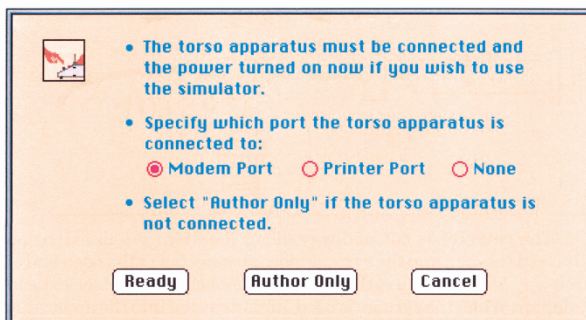 • The torso apparatus must be connected and
the power turned on now if you wish to use
the simulator.
• Specify which port the torso apparatus is
connected to:
Modem Port Printer Port None
• Select "Author Only" if the torso apparatus is
not connected.
Ready Author Only Cancel